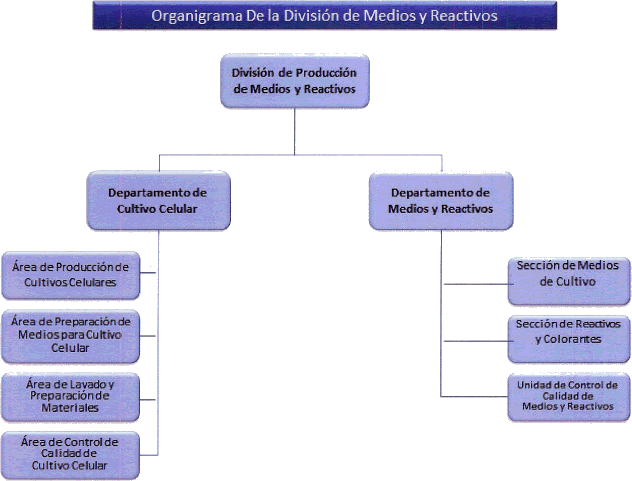 Organigrama De la División de Medios y Reactivos
División de Producción
de Medios y Reactivos
Departamento de
Cultivo Celular
Departamento de
Medios y Reactivos
Área de Producción de
Cultivos Celulares
Área de Preparación de
Medios para Cultivo
Celular
Área de Lavado y
Preparación de
Materiales
Área de Control de
Calidad de
Cultivo Celular
Sección de Medios
de Cultivo
Sección de Reactivos
y Colorantes
Unidad de Control de
Calidad de
Medios y Reactivos